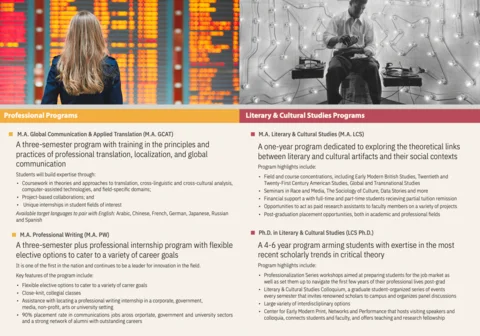 Professional Programs
M.A. Global Communication & Applied Translation (M.A. GCAT)
A three-semester program with training in the principles and
practices of professional translation, localization, and global
communication
Students will build expertise through:
• Coursework in theories and approaches to translation, cross-linguistic and cross-cultural analysis,
computer-assisted technologies, and field-specific domains;
• Project-based collaborations; and
• Unique internships in student fields of interest
Available target languages to pair with English: Arabic, Chinese, French, German, Japanese, Russian
and Spanish
M.A. Professional Writing (M.A. PW)
A three-semester plus professional internship program with flexible
elective options to cater to a variety of career goals
It is one of the first in the nation and continues to be a leader for innovation in the field.
Key features of the program include:
• Flexible elective options to cater to a variety of career goals
• Close-knit, collegial classes
• Assistance with locating a professional writing internship in a corporate, government,
media, non-profit, arts or university setting
• 90% placement rate in communications jobs across corporate, government and university sectors
and a strong network of alumni with outstanding careers
Literary & Cultural Studies Programs
M.A. Literary & Cultural Studies (M.A. LCS)
A one-year program dedicated to exploring the theoretical links
between literary and cultural artifacts and their social contexts
Program highlights include:
• Field and course concentrations, including Early Modern British Studies, Twentieth and
Twenty-First Century American Studies, Global and Transnational Studies
• Seminars in Race and Media, The Sociology of Culture, Data Stories and more
• Financial support with full-time and part-time students receiving partial tuition remission
• Opportunities to act as paid research assistants to faculty members on a variety of projects
• Post-graduation placement opportunities, both in academic and professional fields
Ph.D. in Literary & Cultural Studies (LCS Ph.D.)
A 4-6 year program arming students with exertise in the most
recent scholarly trends in critical theory
Program highlights include:
• Professionalization Series workshops aimed at preparing students for the job market as
well as set them up to navigate the first few years of their professional lives post-grad
• Literary & Cultural Studies Colloquium, a graduate student-organized series of events
every semester that invites renowned scholars to campus and organizes panel discussions
• Large variety of interdisciplinary options
• Center for Early Modern Print, Networks and Performance that hosts visiting speakers and
colloquia, connects students and faculty, and offers teaching and research fellowship